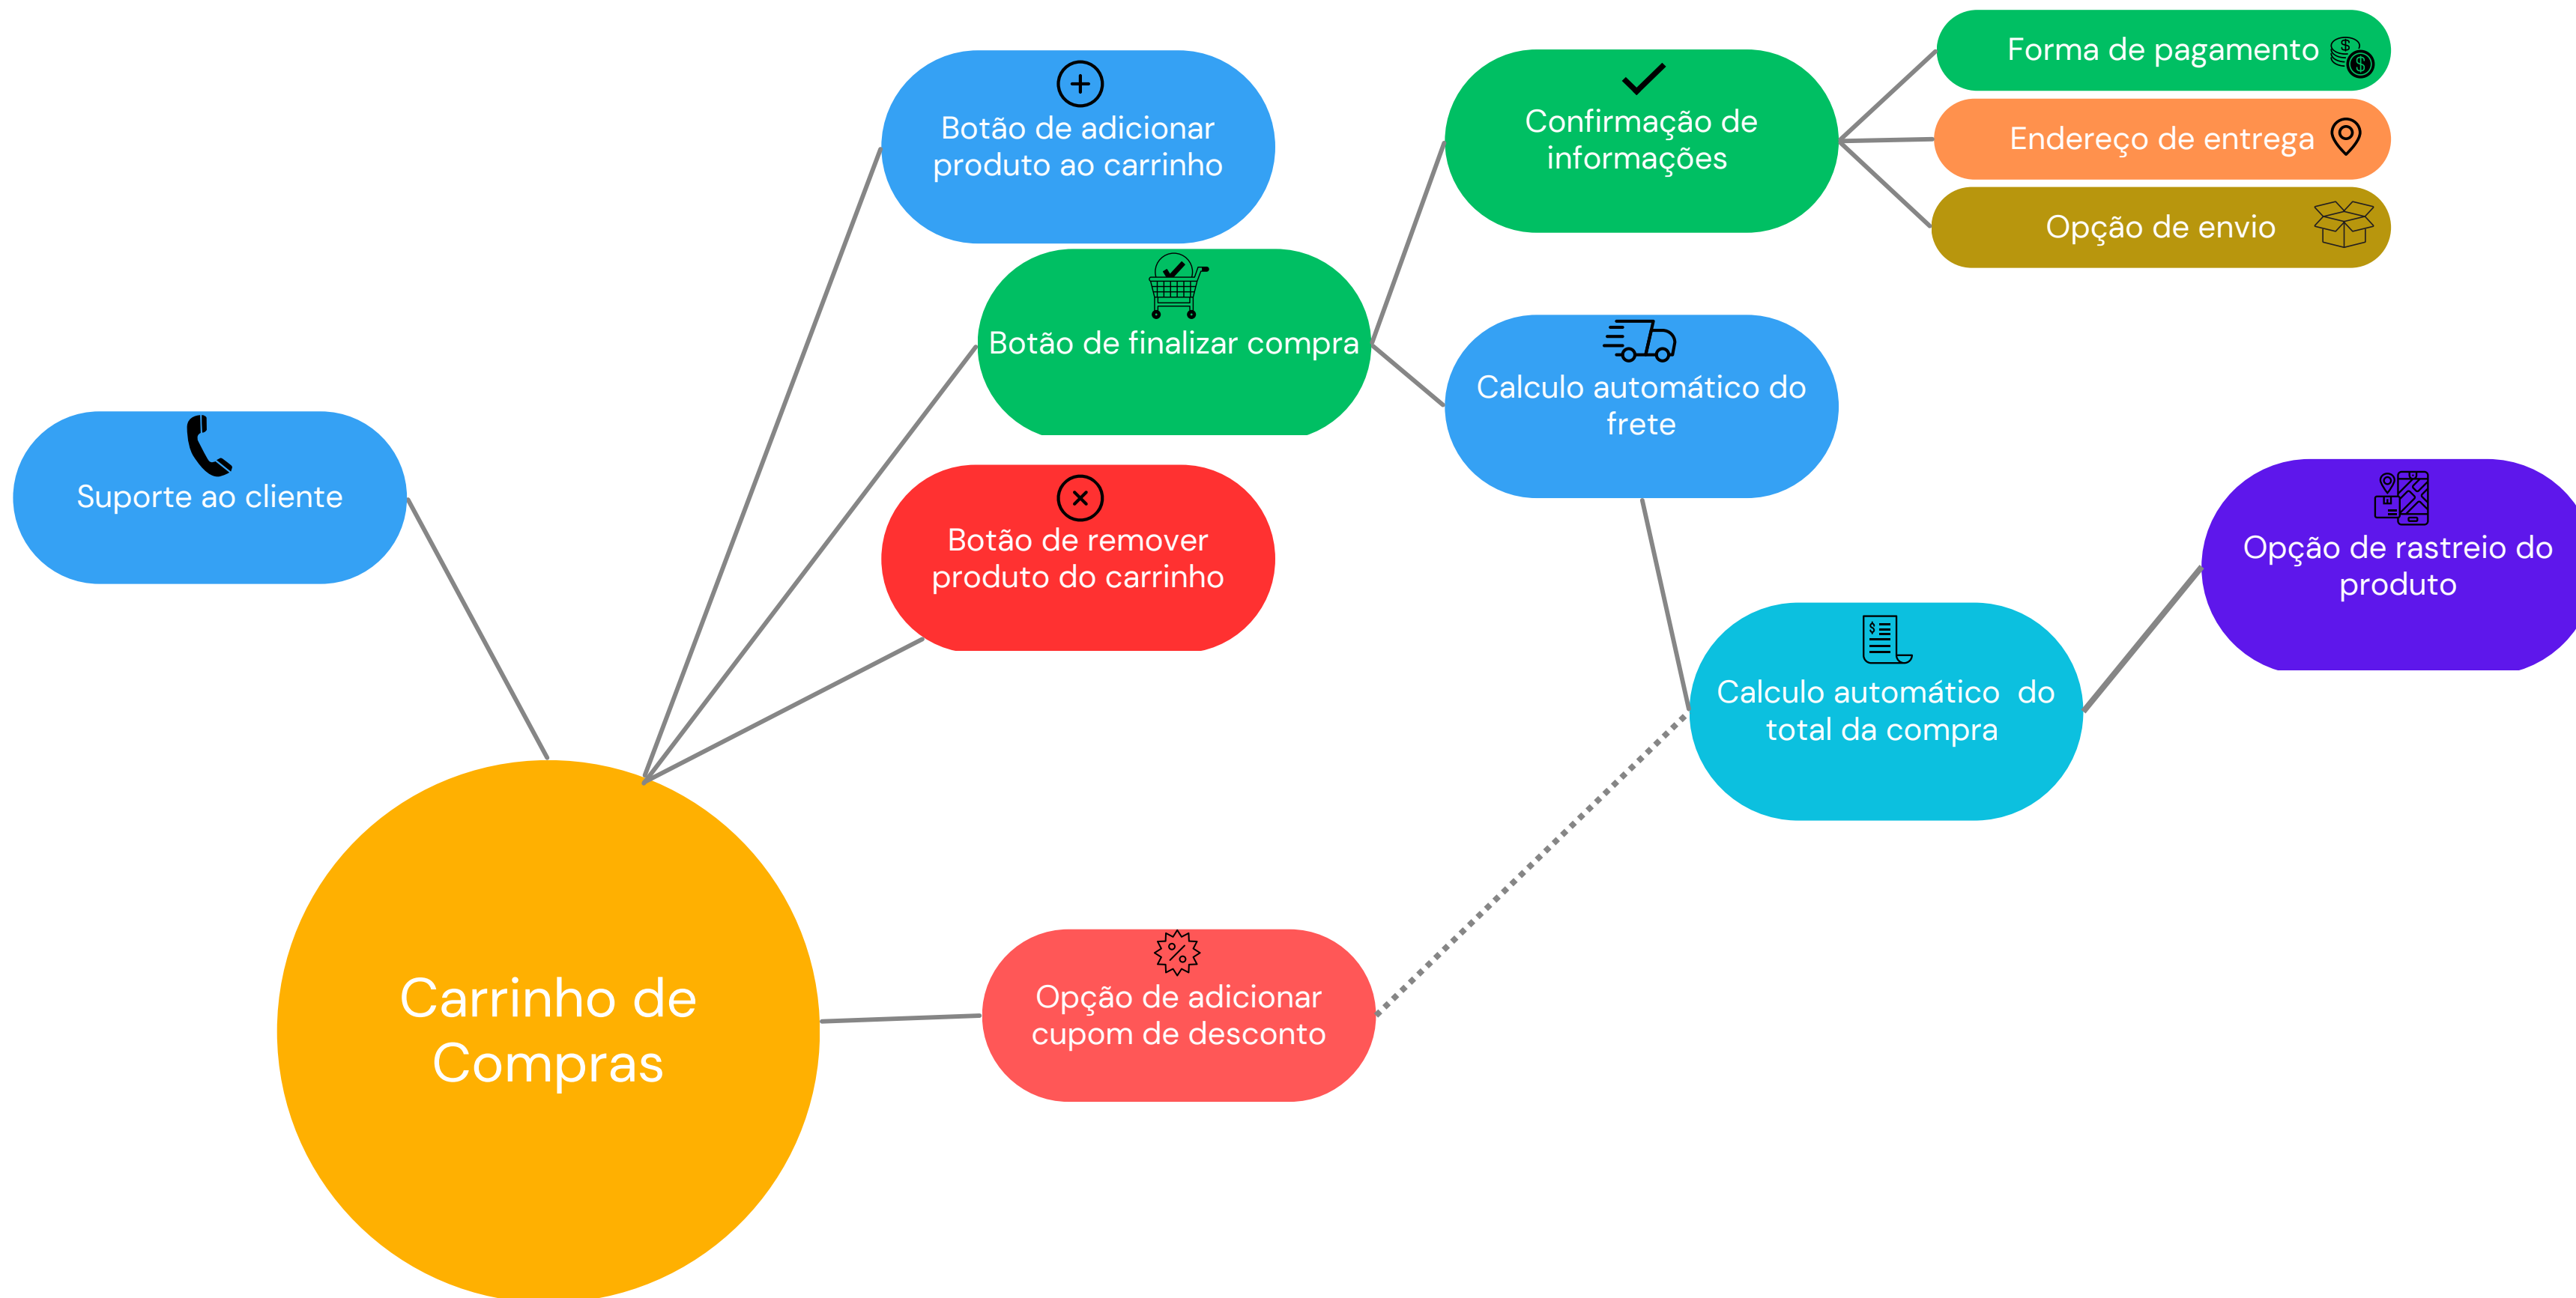 Forma de pagamento
Botão de adicionar
produto ao carrinho
Confirmação de
informações
Endereço de entrega
Opção de envio
Botão de finalizar compra
Calculo automático do
frete
Suporte ao cliente
Botão de remover
produto do carrinho
Opção de rastreio do
produto
Calculo automático  do
total da compra
Carrinho de
Compras
Opção de adicionar
cupom de desconto